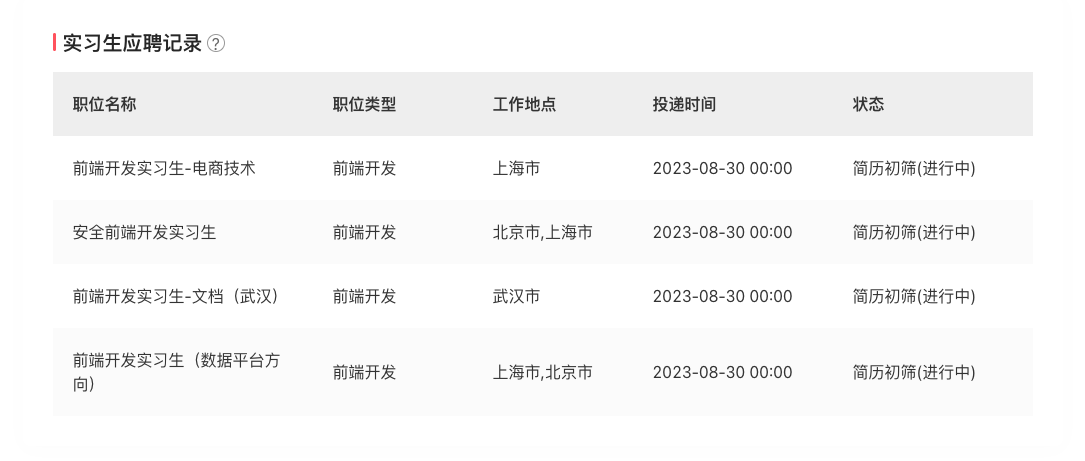 实习生应聘记录 ?
职位名称 职位类型 工作地点 投递时间 状态
前端开发实习生-电商技术 前端开发 上海市 2023-08-30 00:00 简历初筛(进行中)
安全前端开发实习生 前端开发 北京市,上海市 2023-08-30 00:00 简历初筛(进行中)
前端开发实习生-文档（武汉） 前端开发 武汉市 2023-08-30 00:00 简历初筛(进行中)
前端开发实习生（数据平台方
向） 前端开发 上海市,北京市 2023-08-30 00:00 简历初筛(进行中)